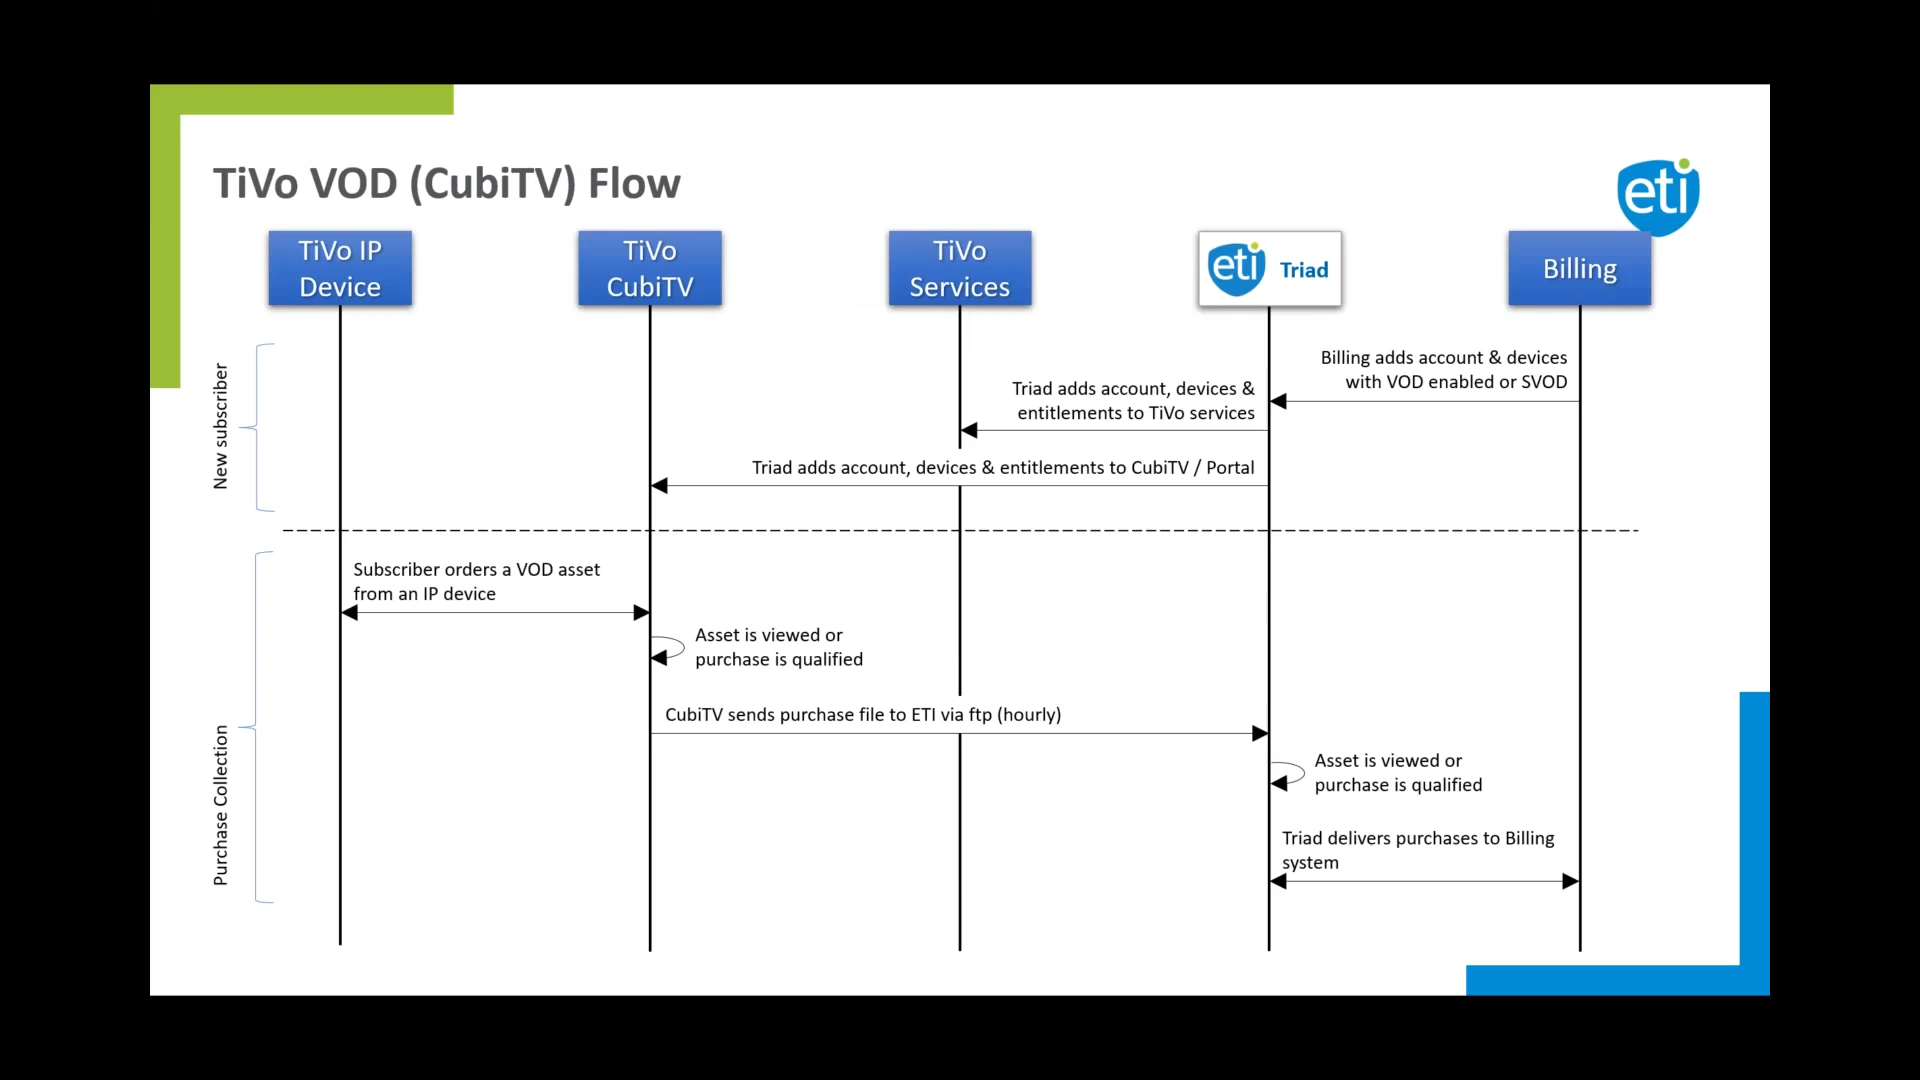 TiVo VOD (CubiTV) Flow
eti
TiVo IP
Device
TiVo
CubiTV
TiVo
Services
eti Triad
Billing
New subscriber
Billing adds account & devices
with VOD enabled or SVOD
Triad adds account, devices &
entitlements to TiVo services
Triad adds account, devices & entitlements to CubiTV / Portal
Purchase Collection
Subscriber orders a VOD asset
from an IP device
Asset is viewed or
purchase is qualified
CubiTV sends purchase file to ETI via ftp (hourly)
Asset is viewed or
purchase is qualified
Triad delivers purchases to Billing
system